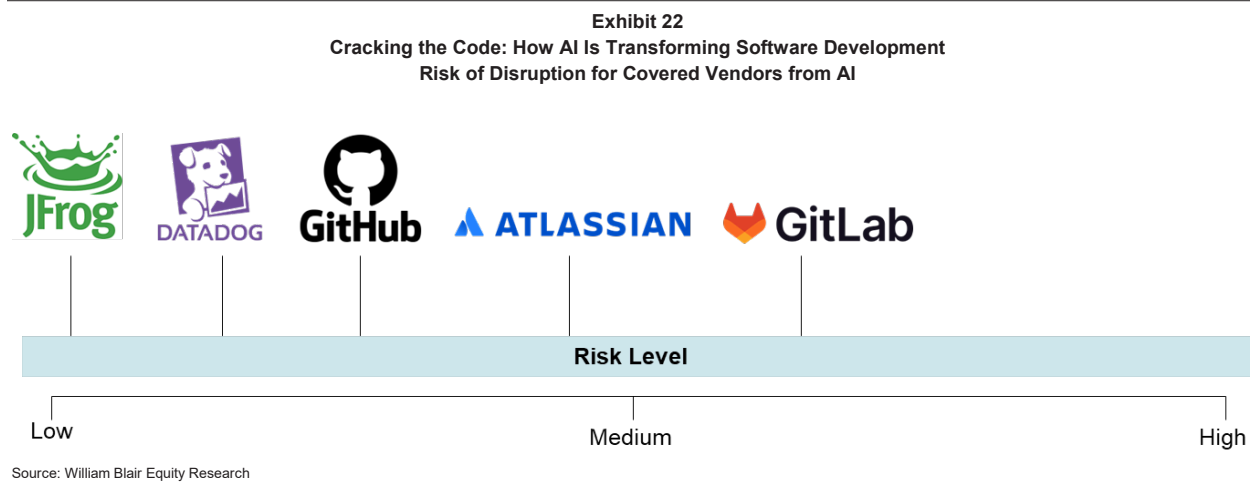 Exhibit 22
Cracking the Code: How AI Is Transforming Software Development
Risk of Disruption for Covered Vendors from AI
JFrog
DATADOG
GitHub
ATLASSIAN
GitLab
Risk Level
Low
Medium
High
Source: William Blair Equity Research